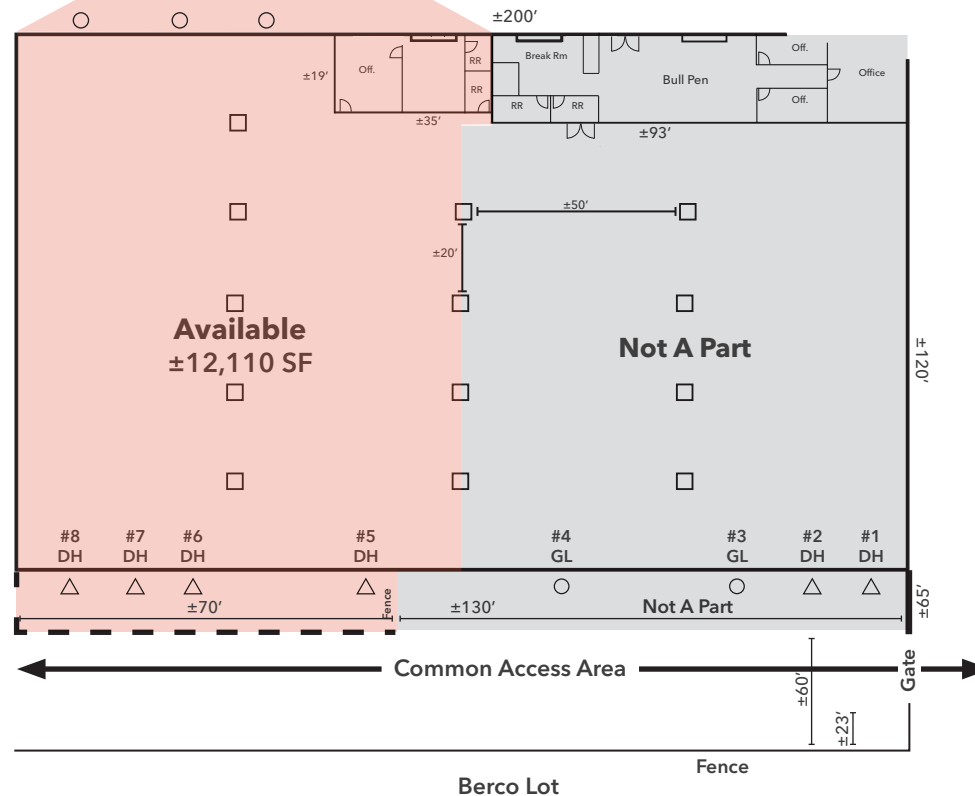 ±200’
Break Rm
Off.
±19’
Off.
RR
Bull Pen
Office
RR
RR
RR
Off.
±35’
±93’
±50’
±20’
Available
±12,110 SF
Not A Part
±120’
#8
DH
#7
DH
#6
DH
#5
DH
#4
GL
#3
GL
#2
DH
#1
DH
±70’
Fence
±130’
Not A Part
±65’
Common Access Area
Gate
±60’
±23’
Fence
Berco Lot